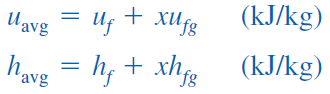 u_avg = u_f + xu_fg (kJ/kg)
h_avg = h_f + xh_fg (kJ/kg)